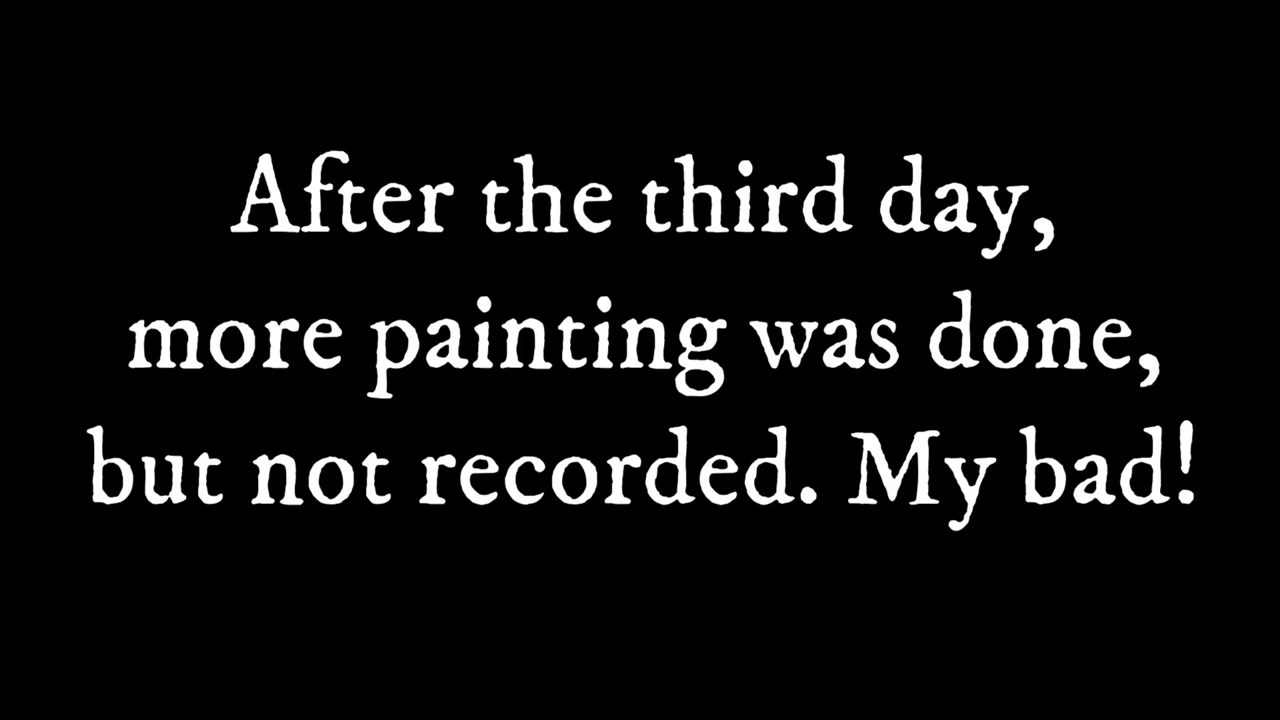 After the third day,
more painting was done,
but not recorded. My bad!